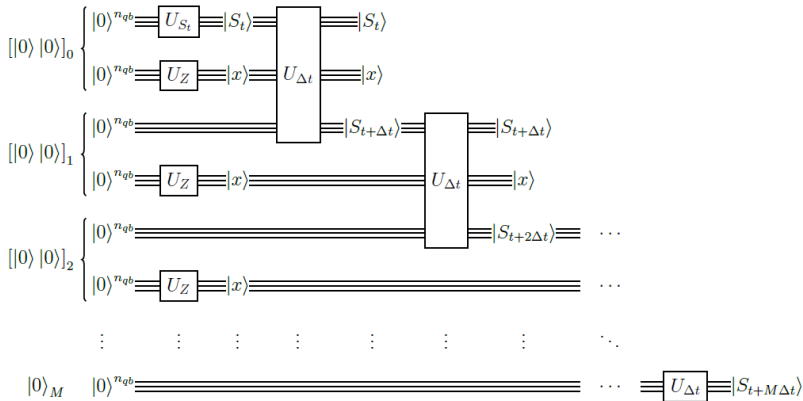 [|0⟩ |0⟩]₀ |0⟩^{n_{qb}} U_{S_t} |S_t⟩ U_{Δt} |S_t⟩
|0⟩^{n_{qb}} U_Z |x⟩ |x⟩
[|0⟩ |0⟩]₁ |0⟩^{n_{qb}} |S_{t+Δt}⟩ U_{Δt} |S_{t+Δt}⟩
|0⟩^{n_{qb}} U_Z |x⟩ |x⟩
[|0⟩ |0⟩]₂ |0⟩^{n_{qb}} |S_{t+2Δt}⟩ ⋯
|0⟩^{n_{qb}} U_Z |x⟩ ⋯
⋮ ⋮ ⋮ ⋮ ⋮ ⋮ ⋮ ⋱
|0⟩_M |0⟩^{n_{qb}} ⋯ U_{Δt} |S_{t+MΔt}⟩